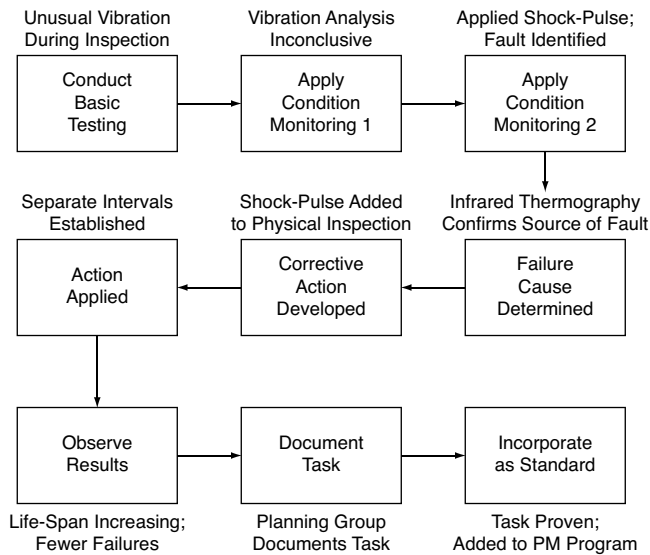 Unusual Vibration
During Inspection
Vibration Analysis
Inconclusive
Applied Shock-Pulse;
Fault Identified
Conduct
Basic
Testing
Apply
Condition
Monitoring 1
Apply
Condition
Monitoring 2
Separate Intervals
Established
Shock-Pulse Added
to Physical Inspection
Infrared Thermography
Confirms Source of Fault
Action
Applied
Corrective
Action
Developed
Failure
Cause
Determined
Observe
Results
Document
Task
Incorporate
as Standard
Life-Span Increasing;
Fewer Failures
Planning Group
Documents Task
Task Proven;
Added to PM Program